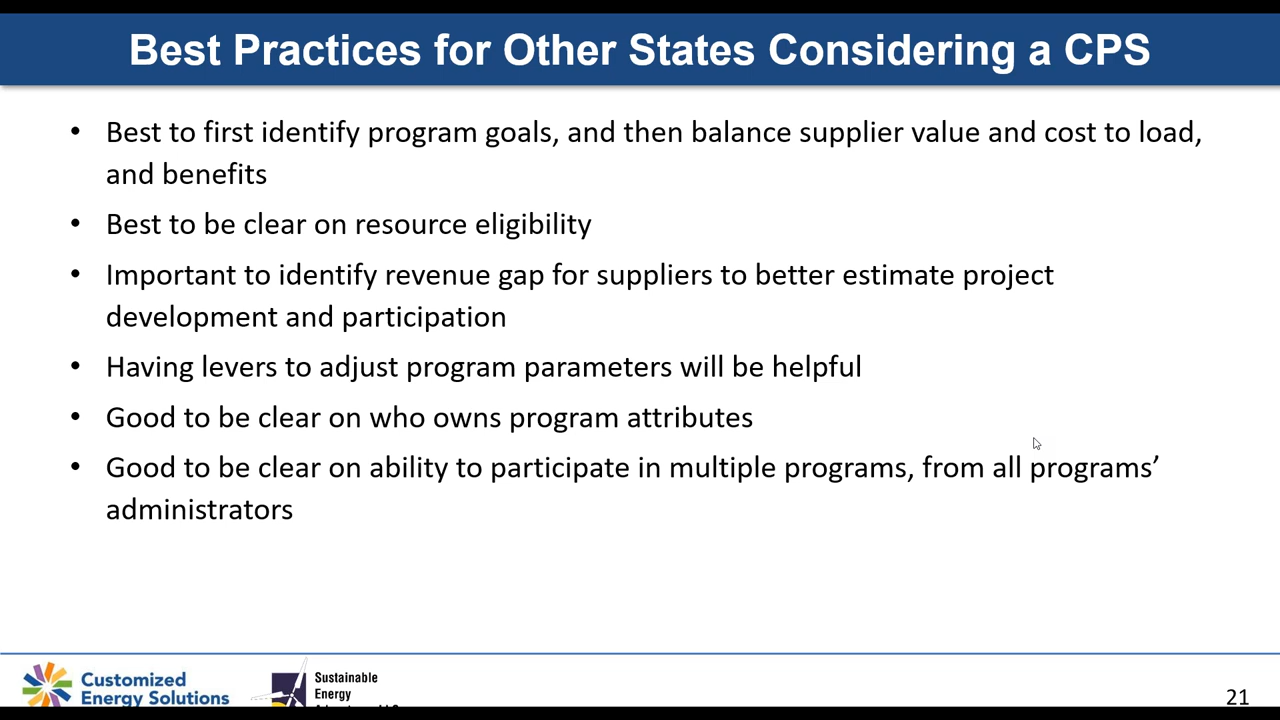 Best Practices for Other States Considering a CPS
• Best to first identify program goals, and then balance supplier value and cost to load,
and benefits
• Best to be clear on resource eligibility
• Important to identify revenue gap for suppliers to better estimate project
development and participation
• Having levers to adjust program parameters will be helpful
• Good to be clear on who owns program attributes
• Good to be clear on ability to participate in multiple programs, from all programs’
administrators
Customized
Energy Solutions
Sustainable
Energy
21